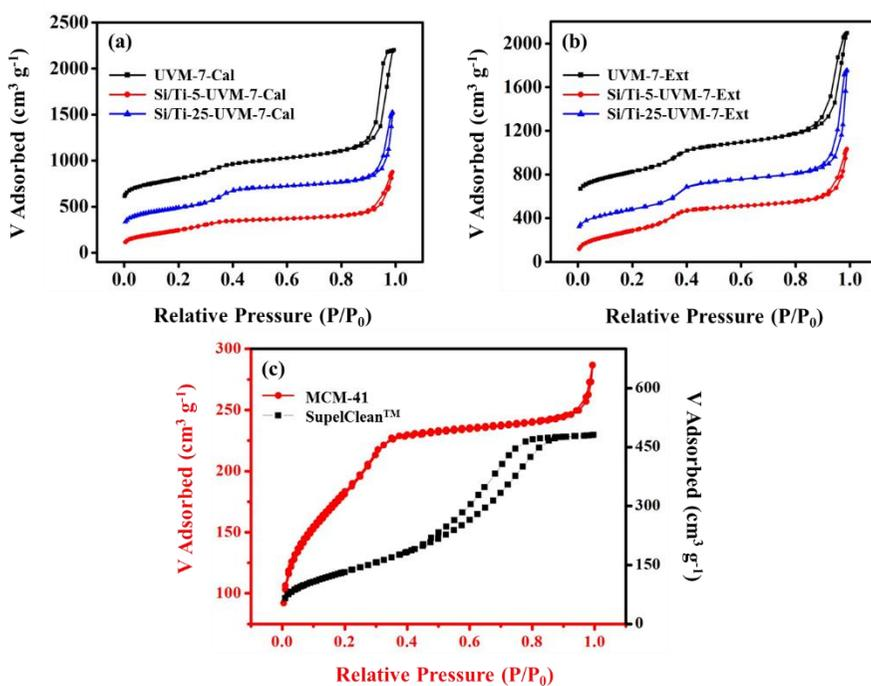 (a)
UVM-7-Cal
Si/Ti-5-UVM-7-Cal
Si/Ti-25-UVM-7-Cal
V Adsorbed (cm³ g⁻¹)
2500
2000
1500
1000
500
0
0.0 0.2 0.4 0.6 0.8 1.0
Relative Pressure (P/P₀)
(b)
UVM-7-Ext
Si/Ti-5-UVM-7-Ext
Si/Ti-25-UVM-7-Ext
V Adsorbed (cm³ g⁻¹)
2000
1600
1200
800
400
0
0.0 0.2 0.4 0.6 0.8 1.0
Relative Pressure (P/P₀)
(c)
MCM-41
SupelClean™
V Adsorbed (cm³ g⁻¹)
300
250
200
150
100
V Adsorbed (cm³ g⁻¹)
600
450
300
150
0
0.0 0.2 0.4 0.6 0.8 1.0
Relative Pressure (P/P₀)